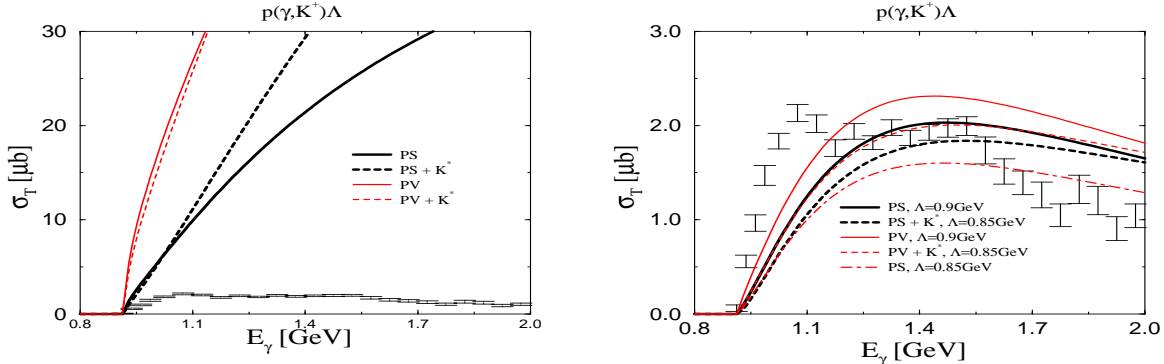 p(γ,K⁺)Λ
σ_T [μb]
30
20
10
0
PS
PS + K*
PV
PV + K*
0.8 1.1 1.4 1.7 2.0
E_γ [GeV]
p(γ,K⁺)Λ
σ_T [μb]
3.0
2.0
1.0
0.0
PS, Λ=0.9GeV
PS + K*, Λ=0.85GeV
PV, Λ=0.9GeV
PV + K*, Λ=0.85GeV
PS, Λ=0.85GeV
0.8 1.1 1.4 1.7 2.0
E_γ [GeV]